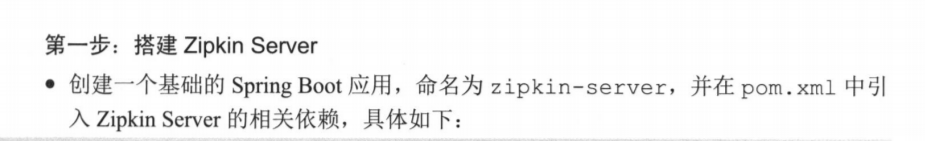 第一步：搭建 Zipkin Server
• 创建一个基础的 Spring Boot 应用，命名为 zipkin-server，并在 pom.xml 中引
入 Zipkin Server 的相关依赖，具体如下：